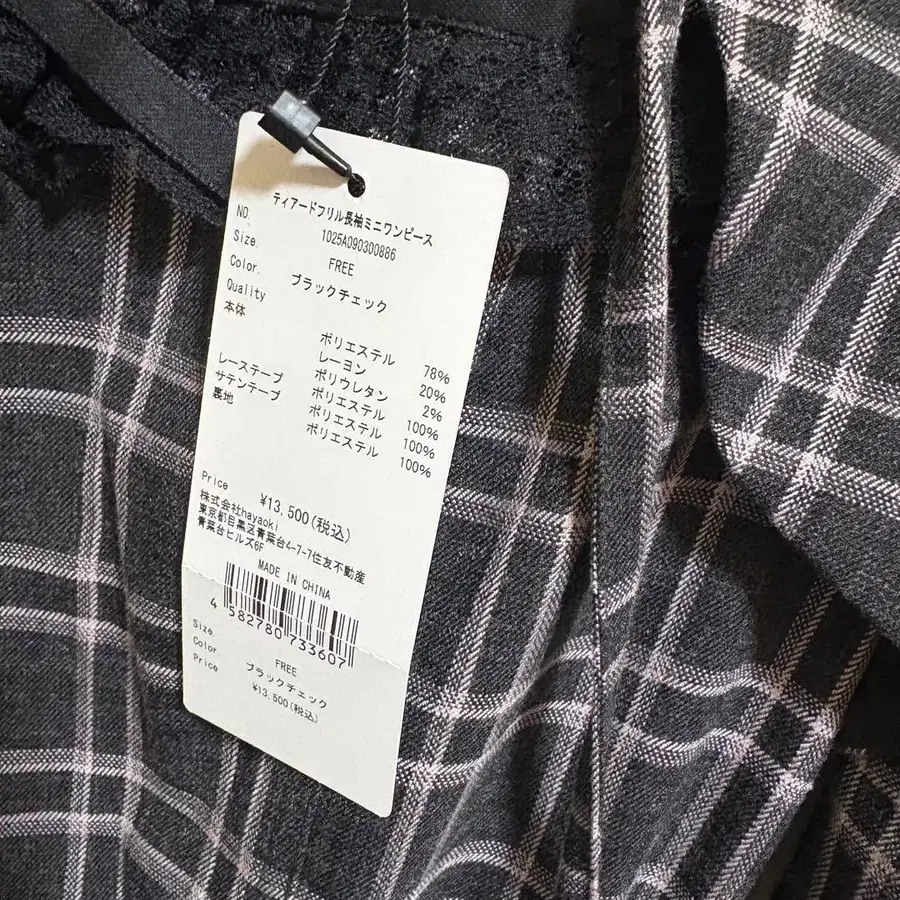 ティアードフリル長袖ミニワンピース
NO. 1025A090300886
Size. FREE
Color. ブラックチェック
Quality
本体 ポリエステル 78%
レーヨン 20%
ポリウレタン 2%
レーステープ ポリエステル 100%
サテンテープ ポリエステル 100%
裏地 ポリエステル 100%
Price ¥13,500(税込)
株式会社hayaoki
東京都目黒区青葉台4-7-7住友不動産
青葉台ヒルズ6F
MADE IN CHINA
4 582780 733607
Size. FREE
Color ブラックチェック
Price ¥13,500(税込)